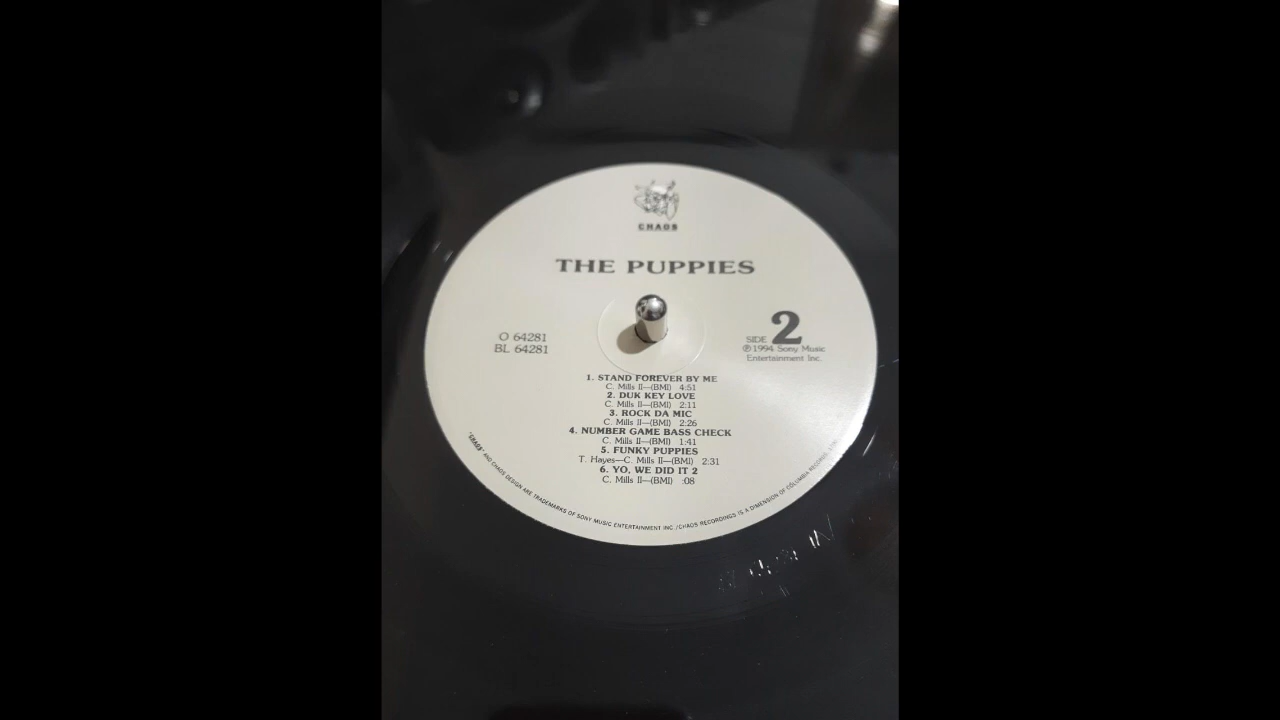 CHAOS
THE PUPPIES
O 64281
BL 64281
SIDE 2
℗1994 Sony Music
Entertainment Inc.
1. STAND FOREVER BY ME
C. Mills II—(BMI) 4:51
2. DUK KEY LOVE
C. Mills II—(BMI) 2:11
3. ROCK DA MIC
C. Mills II—(BMI) 2:26
4. NUMBER GAME BASS CHECK
C. Mills II—(BMI) 1:41
5. FUNKY PUPPIES
T. Hayes—C. Mills II—(BMI) 2:31
6. YO, WE DID IT 2
C. Mills II—(BMI) :08
"CHAOS" AND CHAOS DESIGN ARE TRADEMARKS OF SONY MUSIC ENTERTAINMENT INC./CHAOS RECORDINGS IS A DIMENSION OF COLUMBIA RECORDS